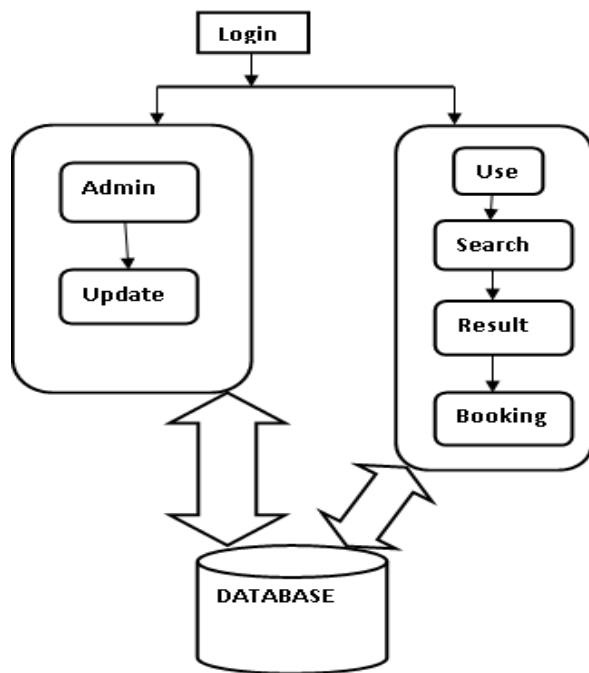 Login
Admin
Update
Use
Search
Result
Booking
DATABASE